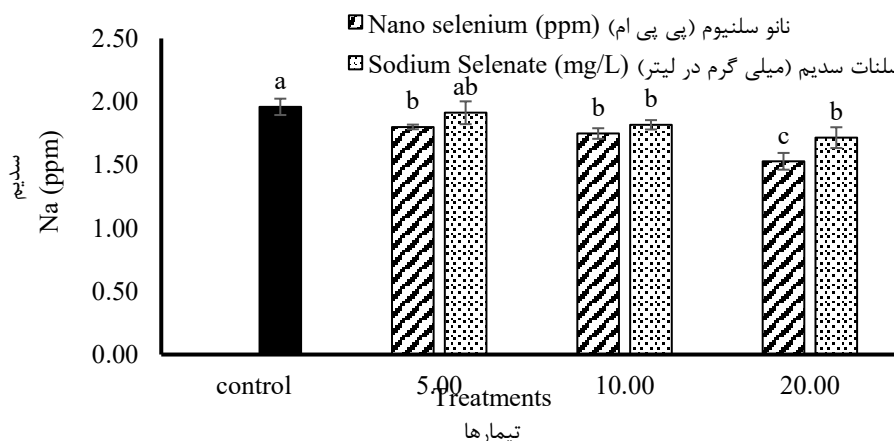 Nano selenium (ppm) نانو سلنیوم (پی پی ام)
Sodium Selenate (mg/L) سلنات سدیم (میلی گرم در لیتر)
2.50
2.00
1.50
1.00
0.50
0.00
سدیم
Na (ppm)
a
b
ab
b
b
c
b
control 5.00 10.00 20.00
Treatments
تیمارها